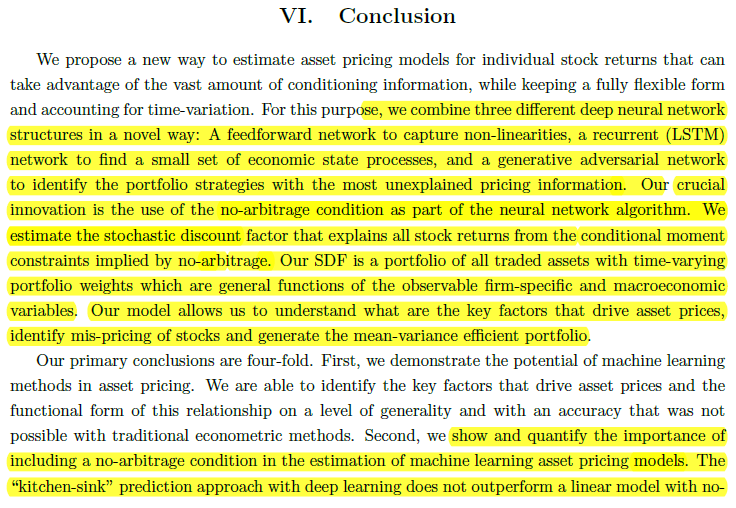 VI. Conclusion
We propose a new way to estimate asset pricing models for individual stock returns that can
take advantage of the vast amount of conditioning information, while keeping a fully flexible form
and accounting for time-variation. For this purpose, we combine three different deep neural network
structures in a novel way: A feedforward network to capture non-linearities, a recurrent (LSTM)
network to find a small set of economic state processes, and a generative adversarial network
to identify the portfolio strategies with the most unexplained pricing information. Our crucial
innovation is the use of the no-arbitrage condition as part of the neural network algorithm. We
estimate the stochastic discount factor that explains all stock returns from the conditional moment
constraints implied by no-arbitrage. Our SDF is a portfolio of all traded assets with time-varying
portfolio weights which are general functions of the observable firm-specific and macroeconomic
variables. Our model allows us to understand what are the key factors that drive asset prices,
identify mis-pricing of stocks and generate the mean-variance efficient portfolio.
Our primary conclusions are four-fold. First, we demonstrate the potential of machine learning
methods in asset pricing. We are able to identify the key factors that drive asset prices and the
functional form of this relationship on a level of generality and with an accuracy that was not
possible with traditional econometric methods. Second, we show and quantify the importance of
including a no-arbitrage condition in the estimation of machine learning asset pricing models. The
“kitchen-sink” prediction approach with deep learning does not outperform a linear model with no-